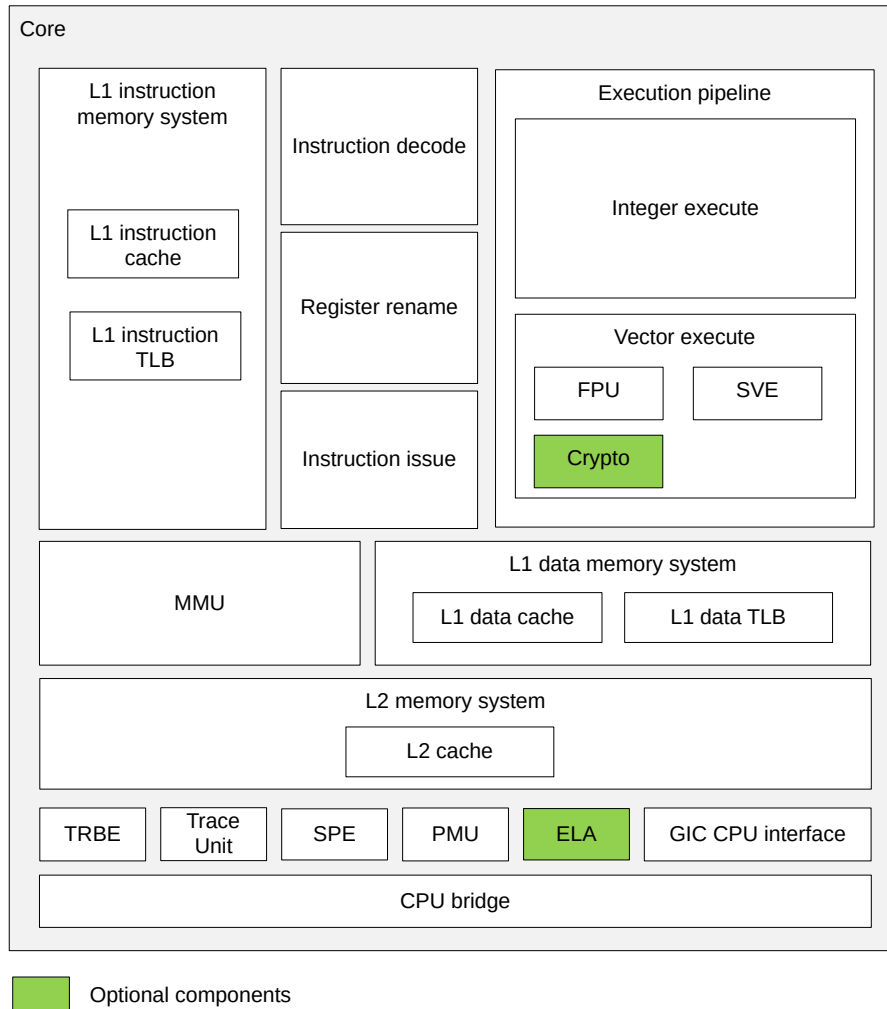 Core
L1 instruction
memory system
L1 instruction
cache
L1 instruction
TLB
Instruction decode
Register rename
Instruction issue
Execution pipeline
Integer execute
Vector execute
FPU
SVE
Crypto
MMU
L1 data memory system
L1 data cache
L1 data TLB
L2 memory system
L2 cache
TRBE
Trace
Unit
SPE
PMU
ELA
GIC CPU interface
CPU bridge
Optional components